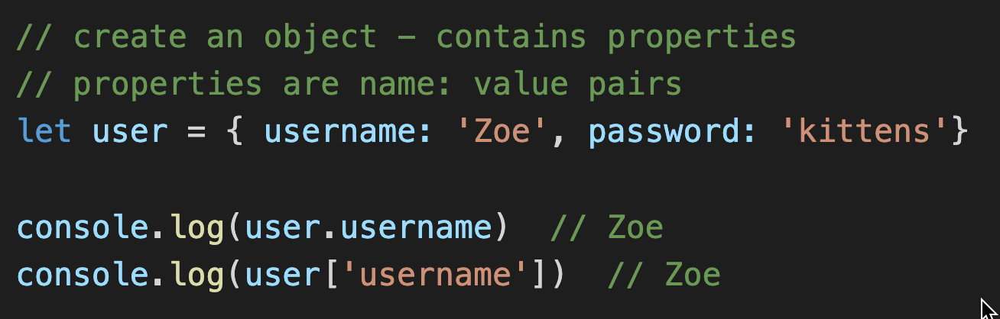 // create an object - contains properties
// properties are name: value pairs
let user = { username: 'Zoe', password: 'kittens'}
console.log(user.username)  // Zoe
console.log(user['username'])  // Zoe